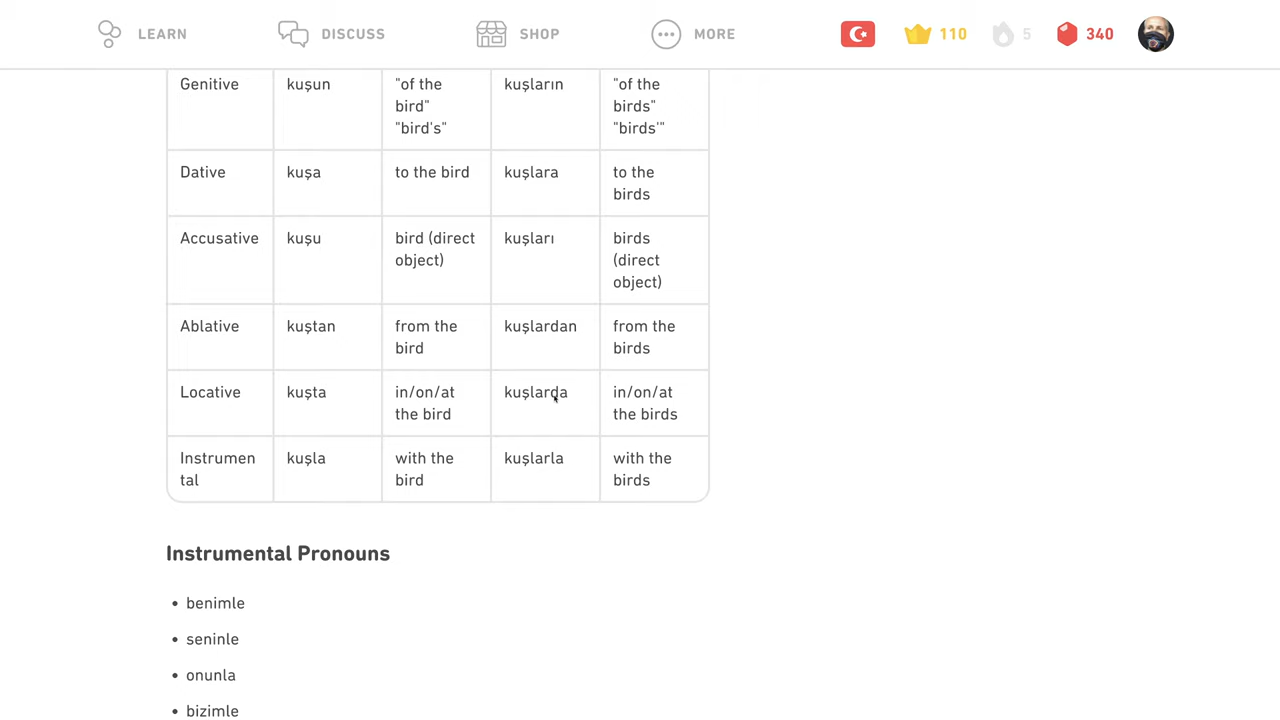 LEARN DISCUSS SHOP MORE 110 5 340
Genitive kuşun "of the kuşların "of the
bird" birds"
"bird's" "birds'"
Dative kuşa to the bird kuşlara to the
birds
Accusative kuşu bird (direct kuşları birds
object) (direct
object)
Ablative kuştan from the kuşlardan from the
bird birds
Locative kuşta in/on/at kuşlarda in/on/at
the bird the birds
Instrumen kuşla with the kuşlarla with the
tal bird birds
Instrumental Pronouns
• benimle
• seninle
• onunla
• bizimle